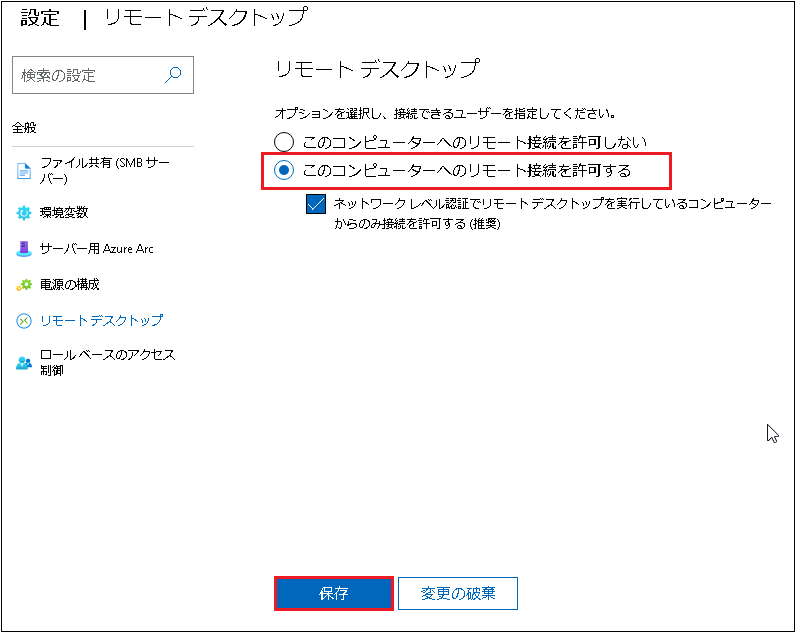 設定 | リモート デスクトップ
検索の設定
全般
ファイル共有 (SMB サー
バー)
環境変数
サーバー用 Azure Arc
電源の構成
リモート デスクトップ
ロール ベースのアクセス
制御
リモート デスクトップ
オプションを選択し、接続できるユーザーを指定してください。
このコンピューターへのリモート接続を許可しない
このコンピューターへのリモート接続を許可する
ネットワーク レベル認証でリモート デスクトップを実行しているコンピューター
からのみ接続を許可する (推奨)
保存
変更の破棄